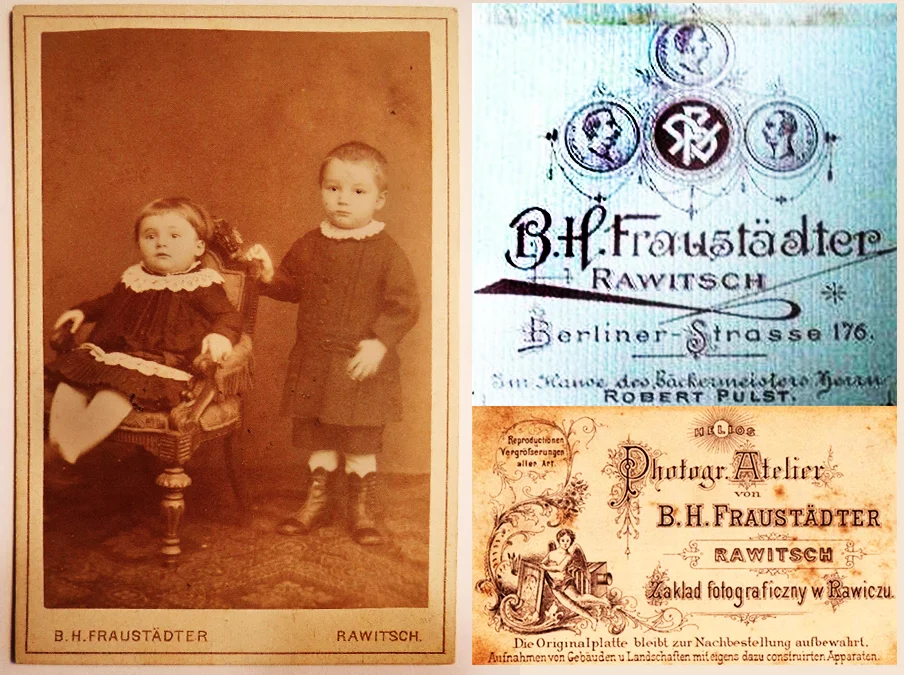 B.H.FRAUSTÄDTER RAWITSCH.
B.H.Fraustädter
RAWITSCH
Berliner-Strasse 176.
Im Hause des Bäckermeisters Herrn
ROBERT PULST.
HELIOS
Reproductionen
Vergröfserungen
aller Art.
Photogr. Atelier
von
B.H.FRAUSTÄDTER
RAWITSCH
Zakład fotograficzny w Rawiczu.
Die Originalplatte bleibt zur Nachbestellung aufbewahrt.
Aufnahmen von Gebäuden u Landschaften mit eigens dazu construirten Apparaten.